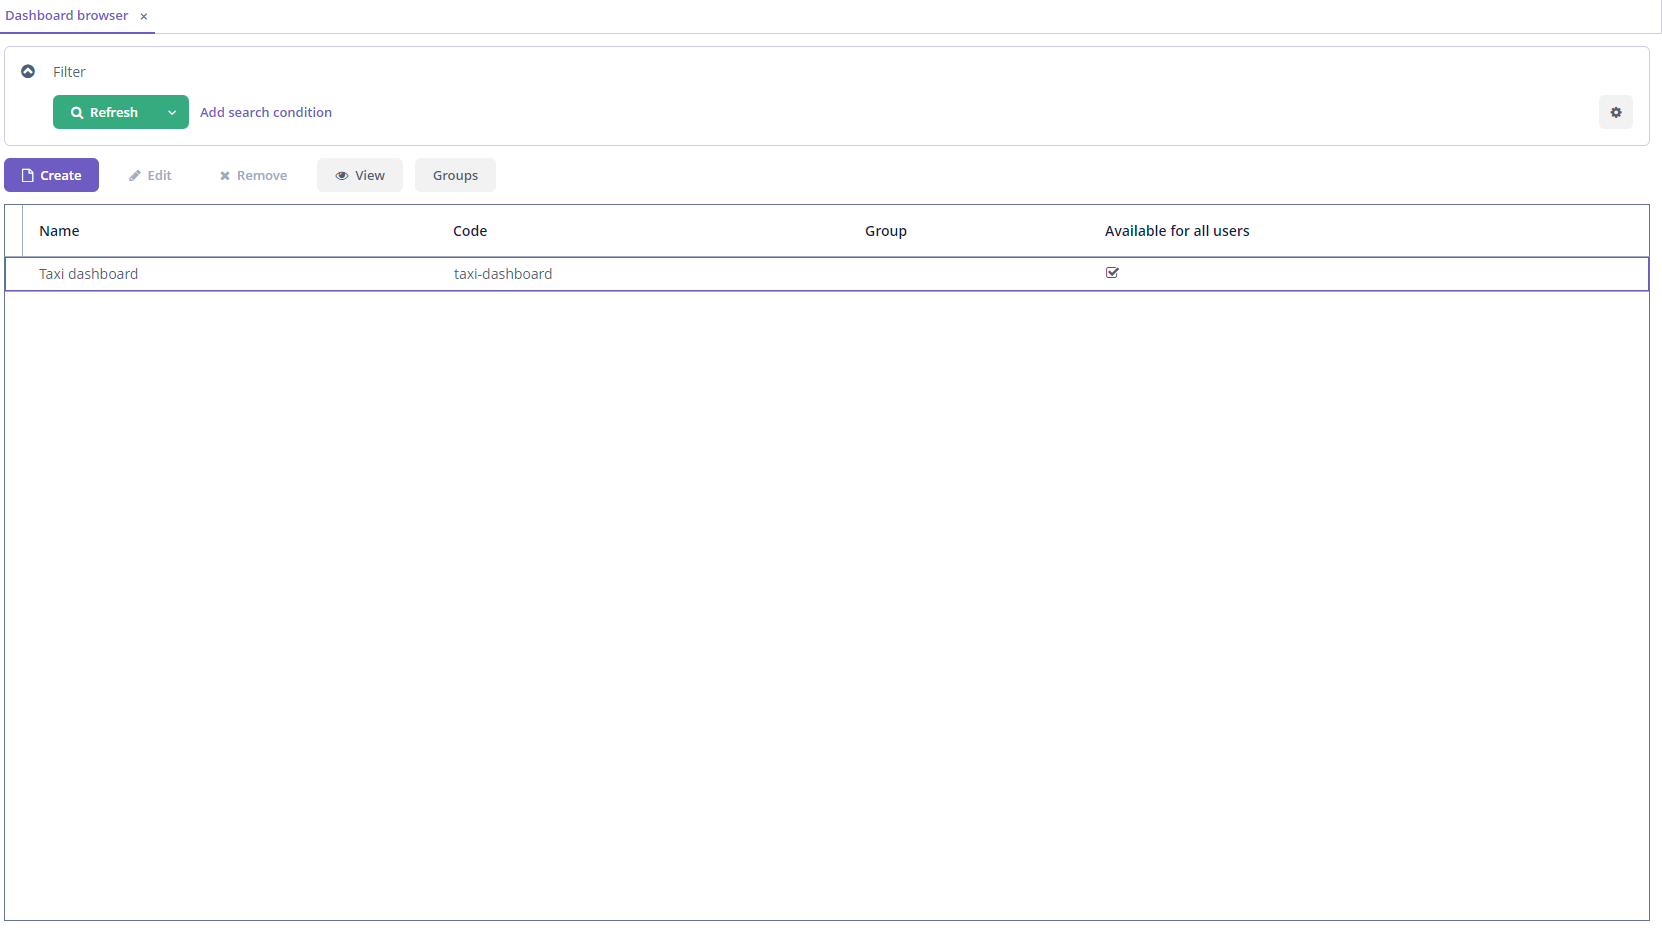 Dashboard browser
Filter
Refresh Add search condition
Create Edit Remove View Groups
Name Code Group Available for all users
Taxi dashboard taxi-dashboard